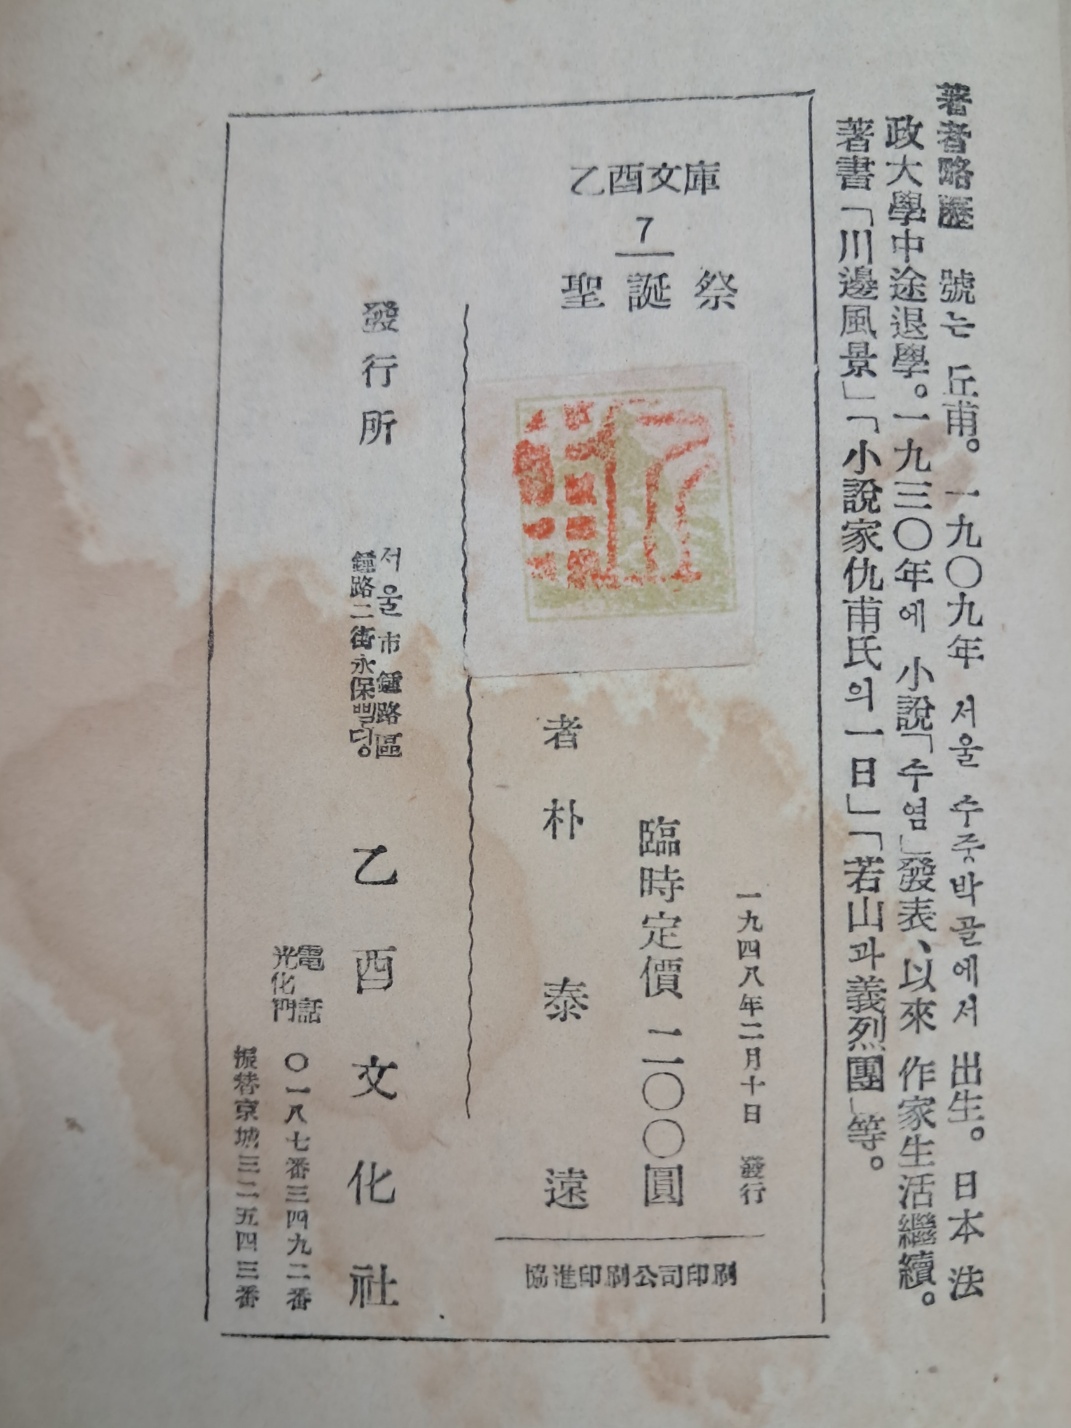 著者略歷 號는 丘甫。一九〇九年 서울 수중박골에서 出生。日本 法
政大學中途退學。一九三〇年에 小說「수염」發表、以來 作家生活繼續。
著書「川邊風景」「小說家仇甫氏의 一日」「若山과 義烈團」等。
乙酉文庫
7
聖誕祭
一九四八年二月十日 發行
臨時定價 二〇〇圓
者 朴泰遠
協進印刷公司印刷
發行所
서울市鍾路區
鍾路二街永保삘딩
乙酉文化社
電話
光化門
〇一八七番三四九二番
振替京城三二五四三番